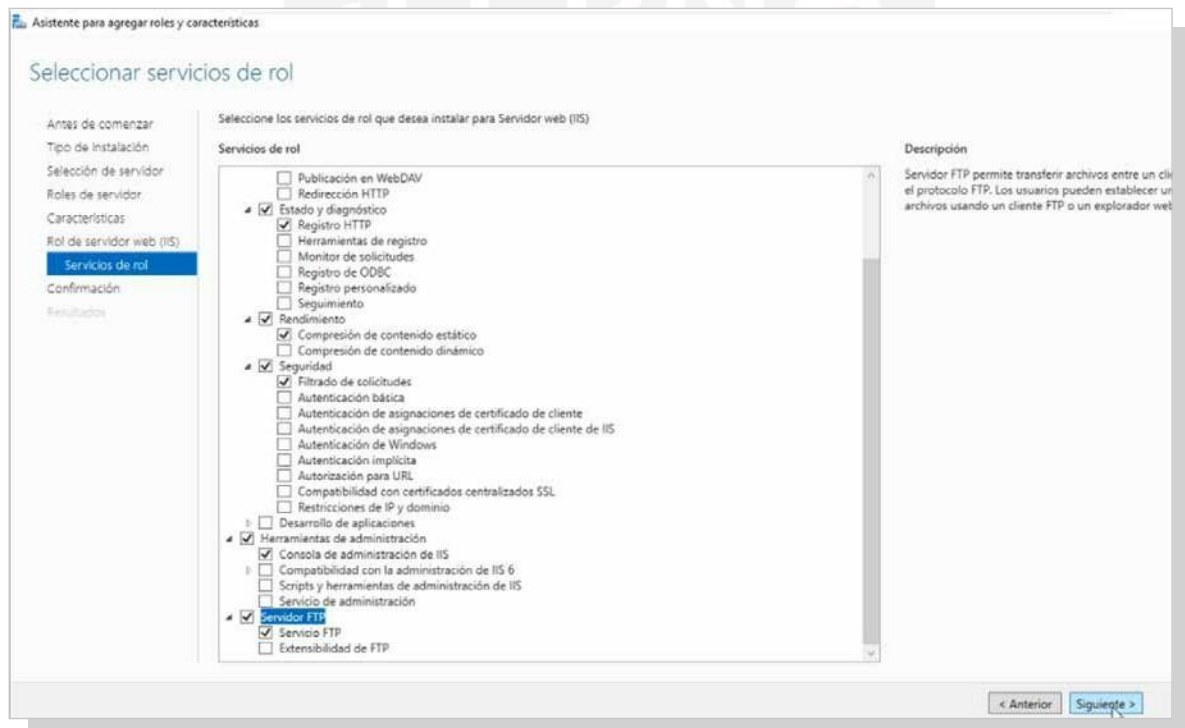 Asistente para agregar roles y características
Seleccionar servicios de rol
Antes de comenzar
Tipo de instalación
Selección de servidor
Roles de servidor
Características
Rol de servidor web (IIS)
Servicios de rol
Confirmación
Resultados
Seleccione los servicios de rol que desea instalar para Servidor web (IIS)
Servicios de rol
Publicación en WebDAV
Redirección HTTP
Estado y diagnóstico
Registro HTTP
Herramientas de registro
Monitor de solicitudes
Registro de ODBC
Registro personalizado
Seguimiento
Rendimiento
Compresión de contenido estático
Compresión de contenido dinámico
Seguridad
Filtrado de solicitudes
Autenticación básica
Autenticación de asignaciones de certificado de cliente
Autenticación de asignaciones de certificado de cliente de IIS
Autenticación de Windows
Autenticación implícita
Autorización para URL
Compatibilidad con certificados centralizados SSL
Restricciones de IP y dominio
Desarrollo de aplicaciones
Herramientas de administración
Consola de administración de IIS
Compatibilidad con la administración de IIS 6
Scripts y herramientas de administración de IIS
Servicio de administración
Servidor FTP
Servicio FTP
Extensibilidad de FTP
Descripción
Servidor FTP permite transferir archivos entre un
el protocolo FTP. Los usuarios pueden establecer
archivos usando un cliente FTP o un explorador web
< Anterior
Siguiente >